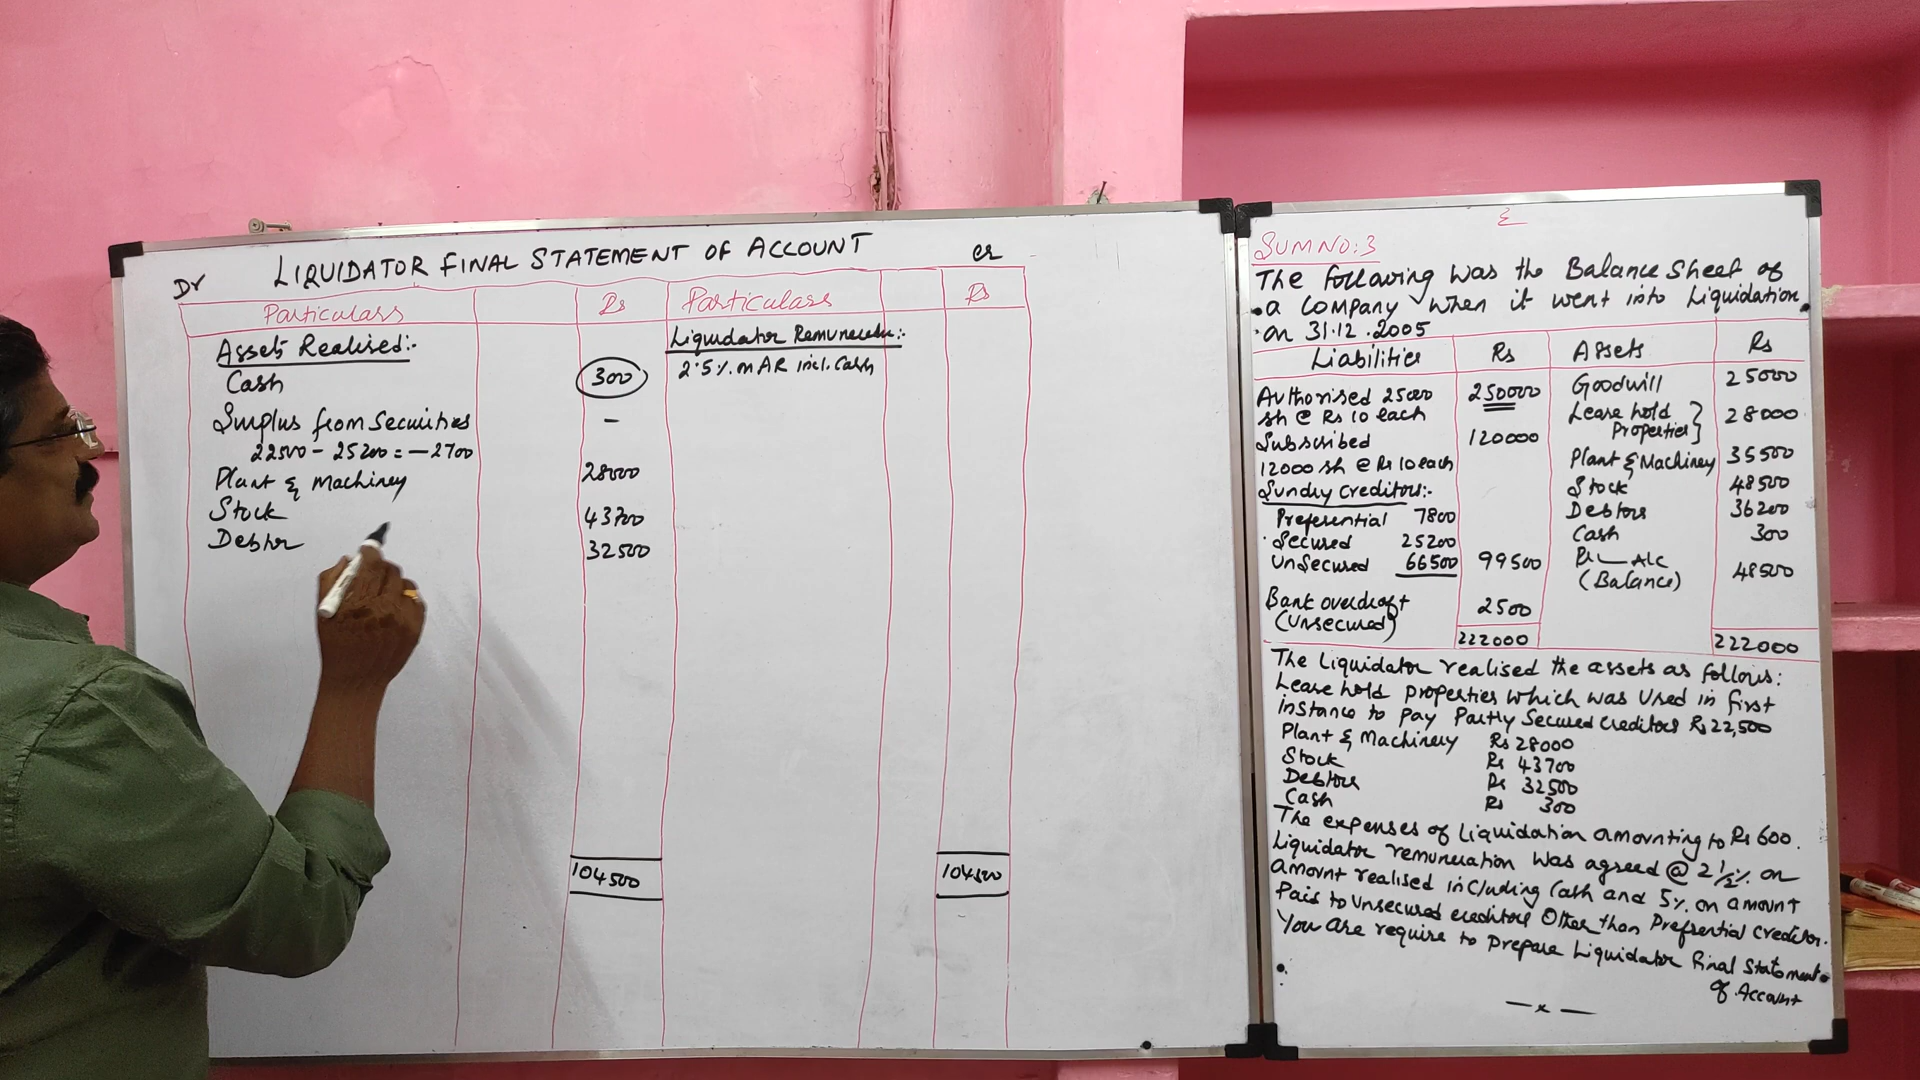 LIQUIDATOR FINAL STATEMENT OF ACCOUNT
Dr
cr
Particulars Rs Particulars Rs
Assets Realised:-
Cash 300
Surplus from Securities -
22500 - 25200 = -2700
Plant & Machinery 28000
Stock 43700
Debtor 32500
104500
Liquidator Remuneratn:-
2.5% on AR incl. Cash
104500
SUM NO: 3
The following was the Balance Sheet of
a company when it went into Liquidation
on 31.12.2005
Liabilities Rs Assets Rs
Authorised 25000 250000 Goodwill 25000
sh @ Rs 10 each Lease hold 28000
Properties}
Subscribed 120000
12000 sh @ Rs 10 each Plant & Machinery 35500
Sundry Creditors:- Stock 48500
Preferential 7800 Debtors 36200
Secured 25200 Cash 300
Unsecured 66500 99500 P&L A/c 48500
(Balance)
Bank overdraft 2500
(Unsecured)
222000 222000
The Liquidator realised the assets as follows:
Lease hold properties which was used in first
instance to pay Partly Secured creditors Rs 22,500
Plant & Machinery Rs 28000
Stock Rs 43700
Debtors Rs 32500
Cash Rs 300
The expenses of Liquidation amounting to Rs 600.
Liquidator remuneration was agreed @ 2 1/2 % on
amount realised including Cash and 5% on amount
Paid to Unsecured creditors Other than Prefrential creditor.
You are require to prepare Liquidator Final Statement
of Account
— x —